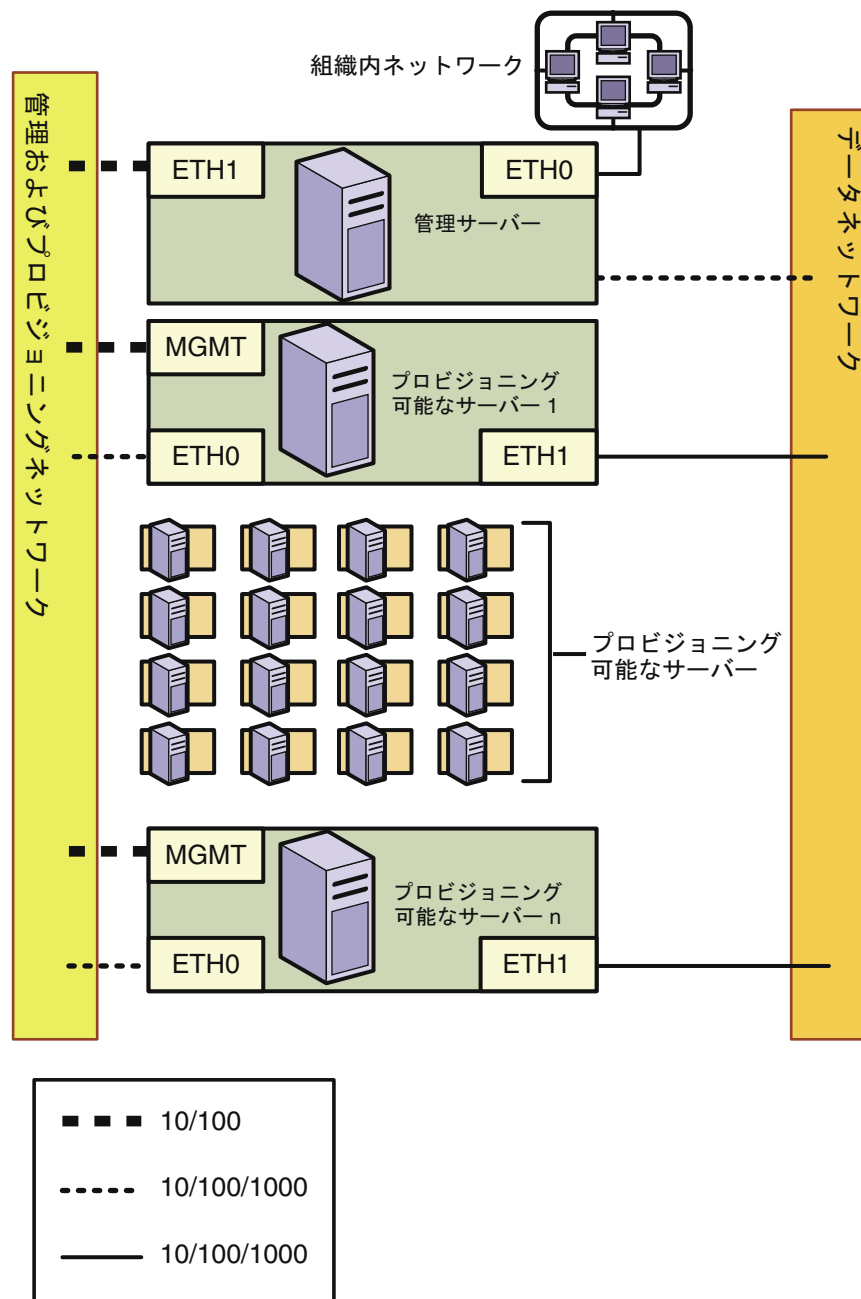 組織内ネットワーク
管理およびプロビジョニングネットワーク
データネットワーク
ETH1
ETH0
管理サーバー
MGMT
プロビジョニング
可能なサーバー 1
ETH0
ETH1
プロビジョニング
可能なサーバー
MGMT
プロビジョニング
可能なサーバー n
ETH0
ETH1
10/100
10/100/1000
10/100/1000